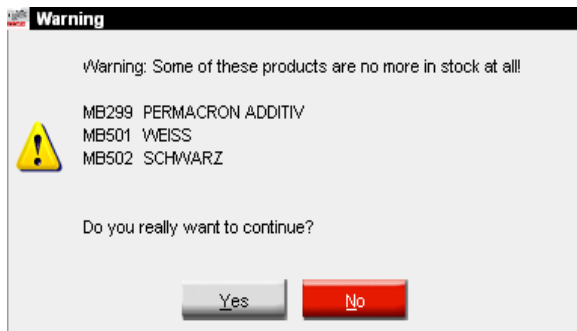 Warning
Warning: Some of these products are no more in stock at all!
MB299 PERMACRON ADDITIV
MB501 WEISS
MB502 SCHWARZ
Do you really want to continue?
Yes
No